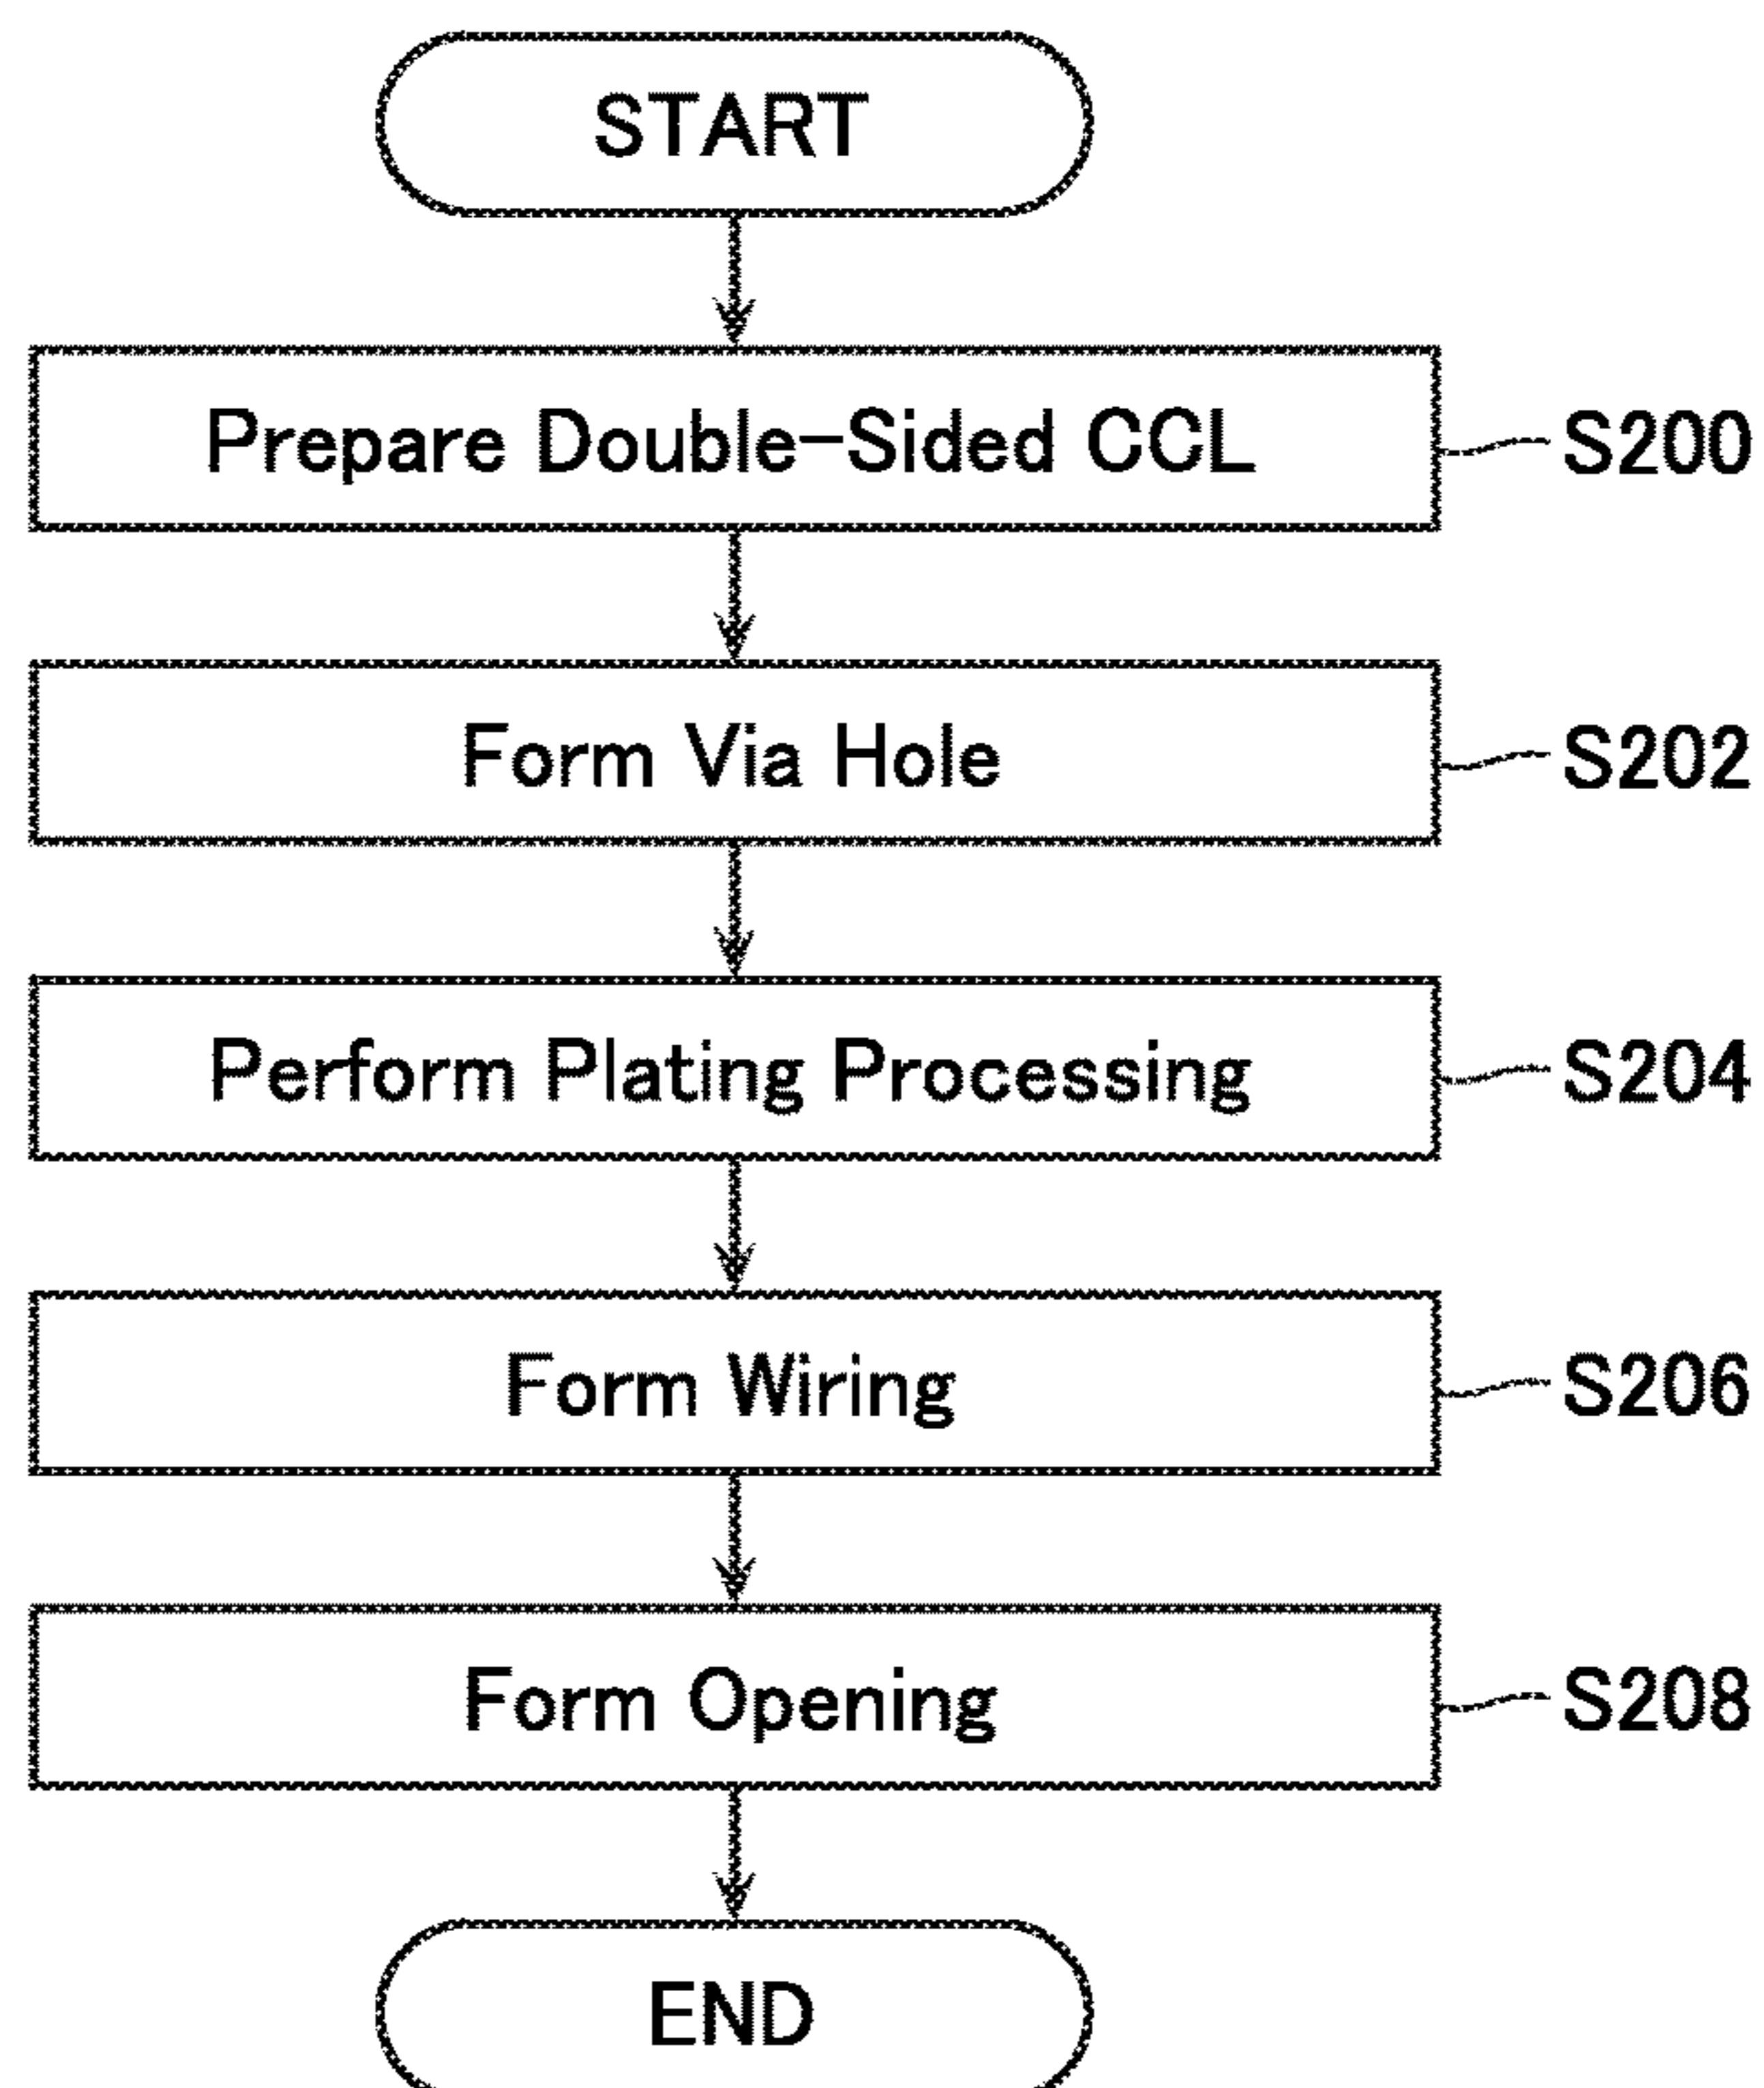 START
Prepare Double-Sided CCL S200
Form Via Hole S202
Perform Plating Processing S204
Form Wiring S206
Form Opening S208
END